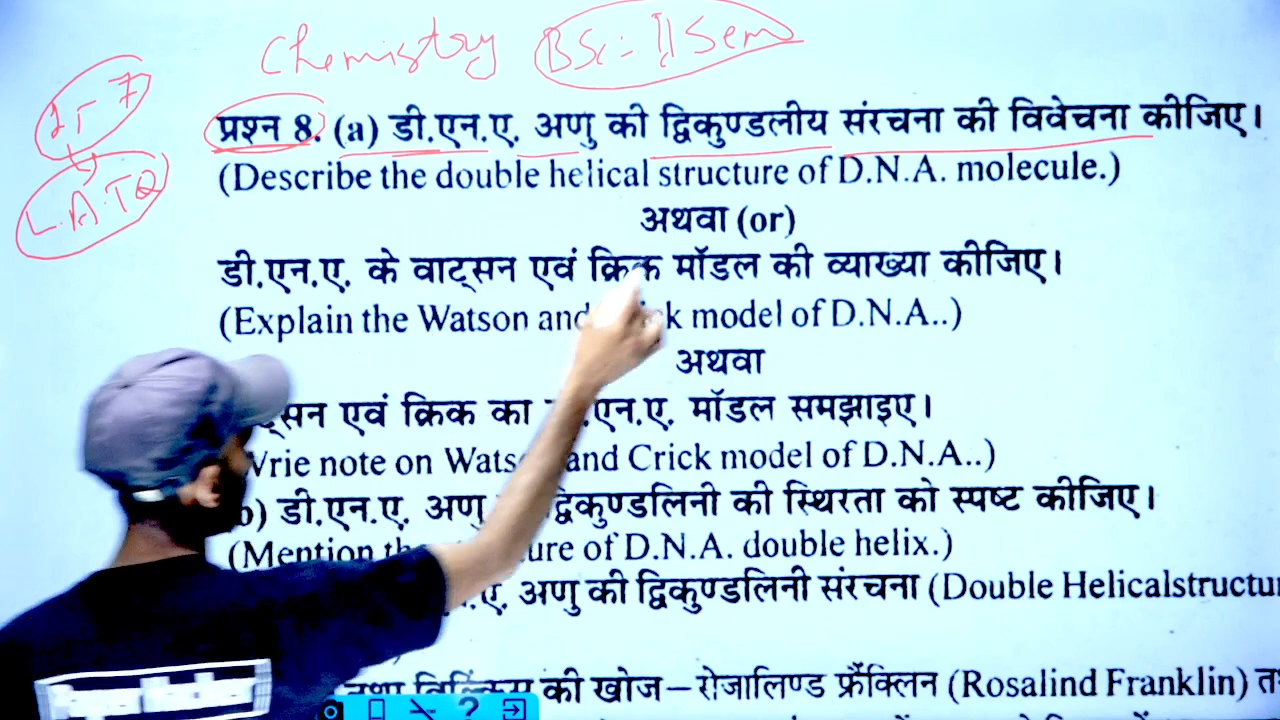 Chemistry BSc = II Sem
1 - 7
L.A.TQ
प्रश्न 8. (a) डी.एन.ए. अणु की द्विकुण्डलीय संरचना की विवेचना कीजिए।
(Describe the double helical structure of D.N.A. molecule.)
अथवा (or)
डी.एन.ए. के वाट्सन एवं क्रिक मॉडल की व्याख्या कीजिए।
(Explain the Watson and k model of D.N.A..)
अथवा
ट्सन एवं क्रिक का एन.ए. मॉडल समझाइए।
Vrie note on Wats and Crick model of D.N.A..)
b) डी.एन.ए. अणु द्विकुण्डलिनी की स्थिरता को स्पष्ट कीजिए।
(Mention th ure of D.N.A. double helix.)
ए. अणु की द्विकुण्डलिनी संरचना (Double Helicalstructu
तथा विल्किंस की खोज – रोजालिण्ड फ्रैंक्लिन (Rosalind Franklin)